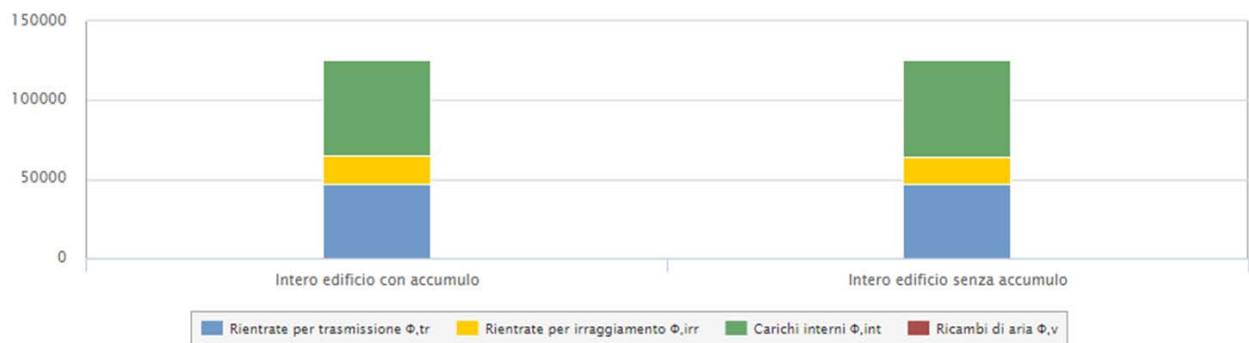 150000
100000
50000
0
Intero edificio con accumulo Intero edificio senza accumulo
Rientrate per trasmissione Φ,tr Rientrate per irraggiamento Φ,irr Carichi interni Φ,int Ricambi di aria Φ,v